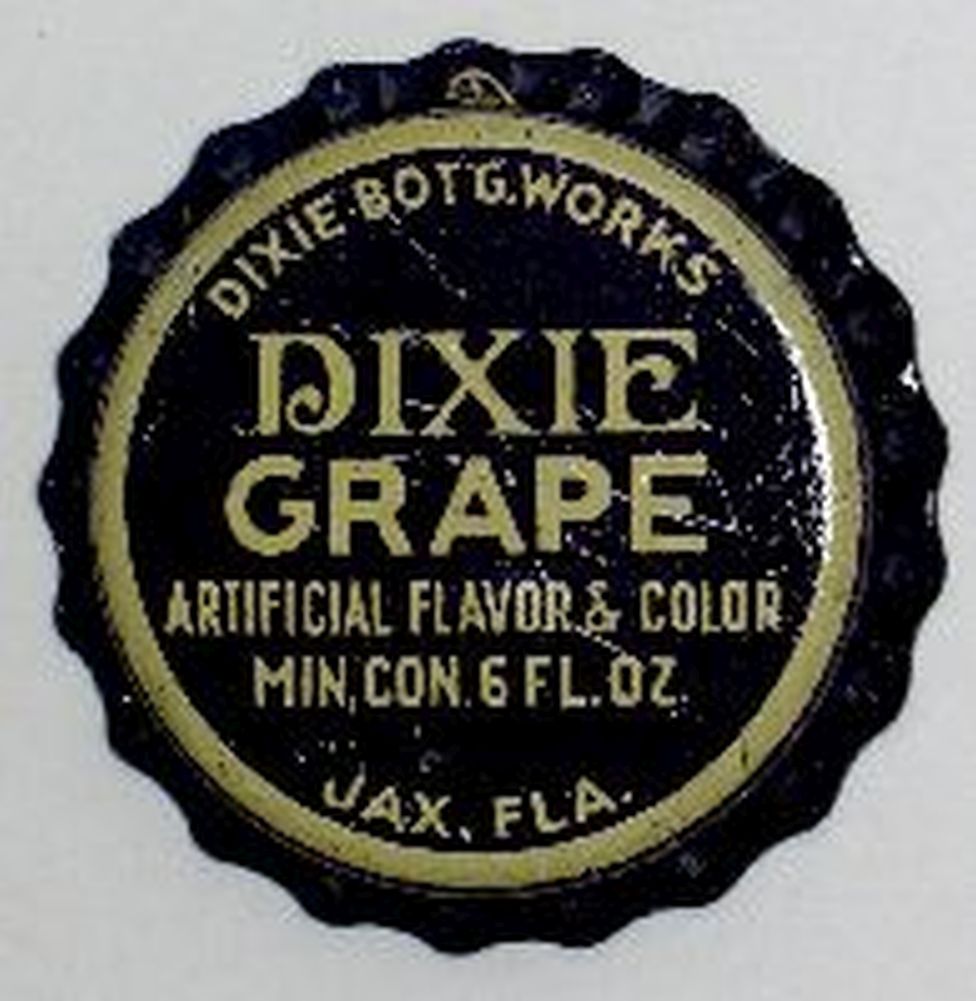 DIXIE BOT'G. WORKS
DIXIE
GRAPE
ARTIFICIAL FLAVOR & COLOR
MIN. CON. 6 FL. OZ.
JAX, FLA.